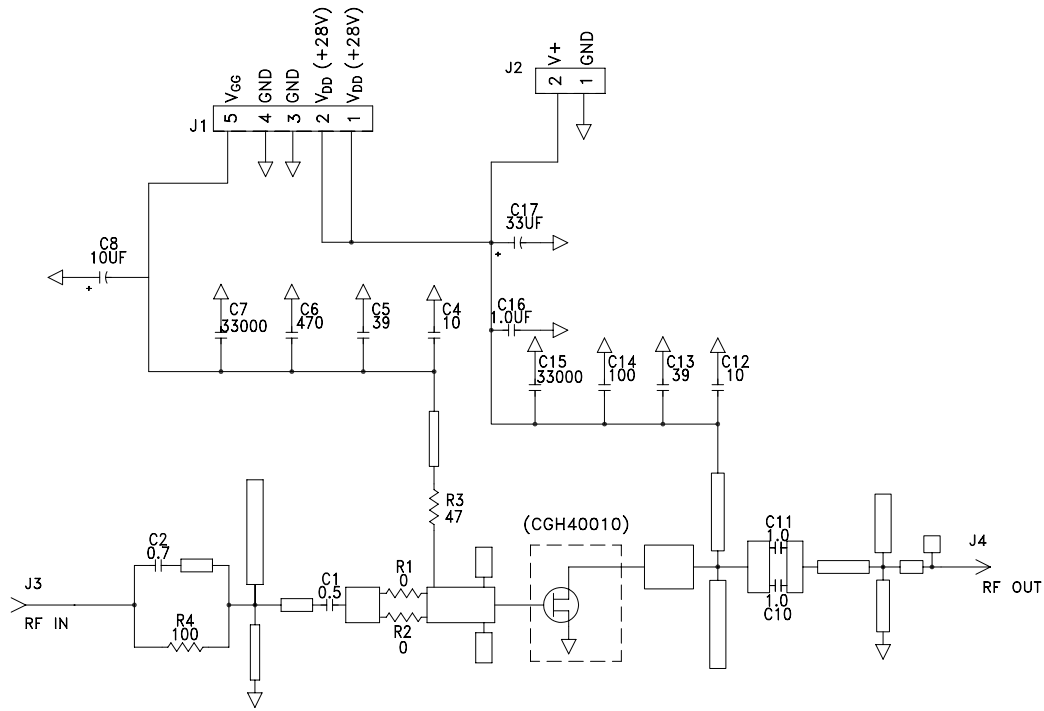 J1
5 VGG
4 GND
3 GND
2 VDD (+28V)
1 VDD (+28V)
J2
2 V+
1 GND
C8
10UF
C17
33UF
+
+
C7
33000
C6
470
C5
39
C4
10
C16
1.0UF
C15
33000
C14
100
C13
39
C12
10
R3
47
(CGH40010)
C11
1.0
1.0
C10
J4
RF OUT
J3
RF IN
C2
0.7
R4
100
C1
0.5
R1
0
R2
0